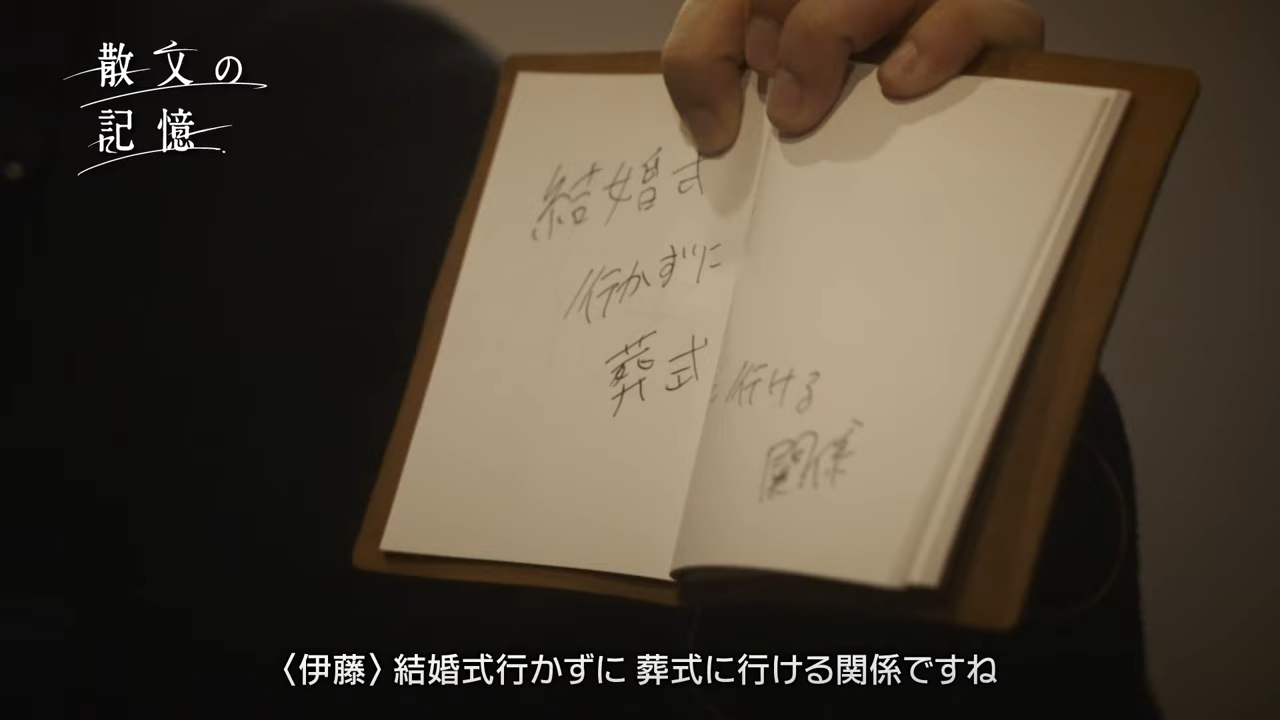 散文の
記憶
結婚式
行かずに
葬式に行ける
関係
〈伊藤〉結婚式行かずに 葬式に行ける関係ですね